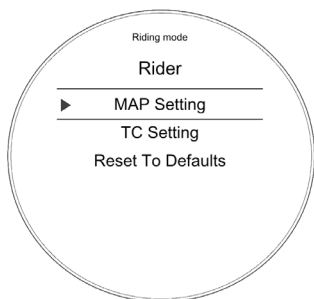 Riding mode
Rider
MAP Setting
TC Setting
Reset To Defaults